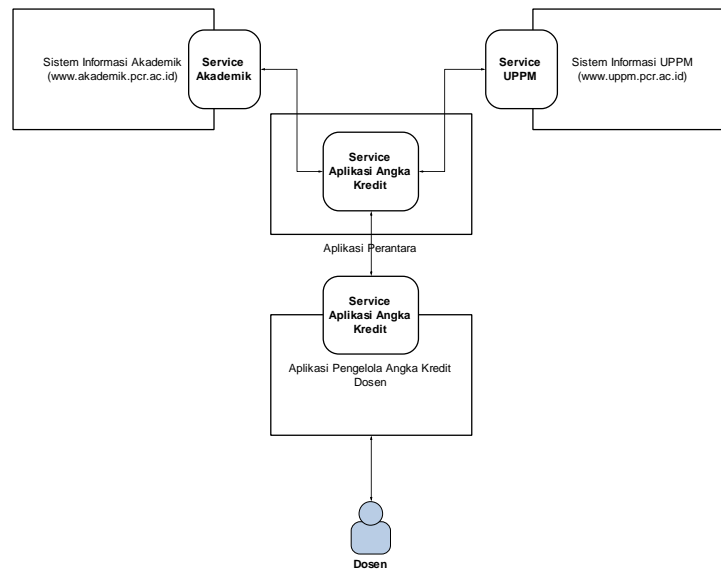 Sistem Informasi Akademik
(www.akademik.pcr.ac.id)
Service
Akademik
Service
UPPM
Sistem Informasi UPPM
(www.uppm.pcr.ac.id)
Service
Aplikasi Angka
Kredit
Aplikasi Perantara
Service
Aplikasi Angka
Kredit
Aplikasi Pengelola Angka Kredit
Dosen
Dosen